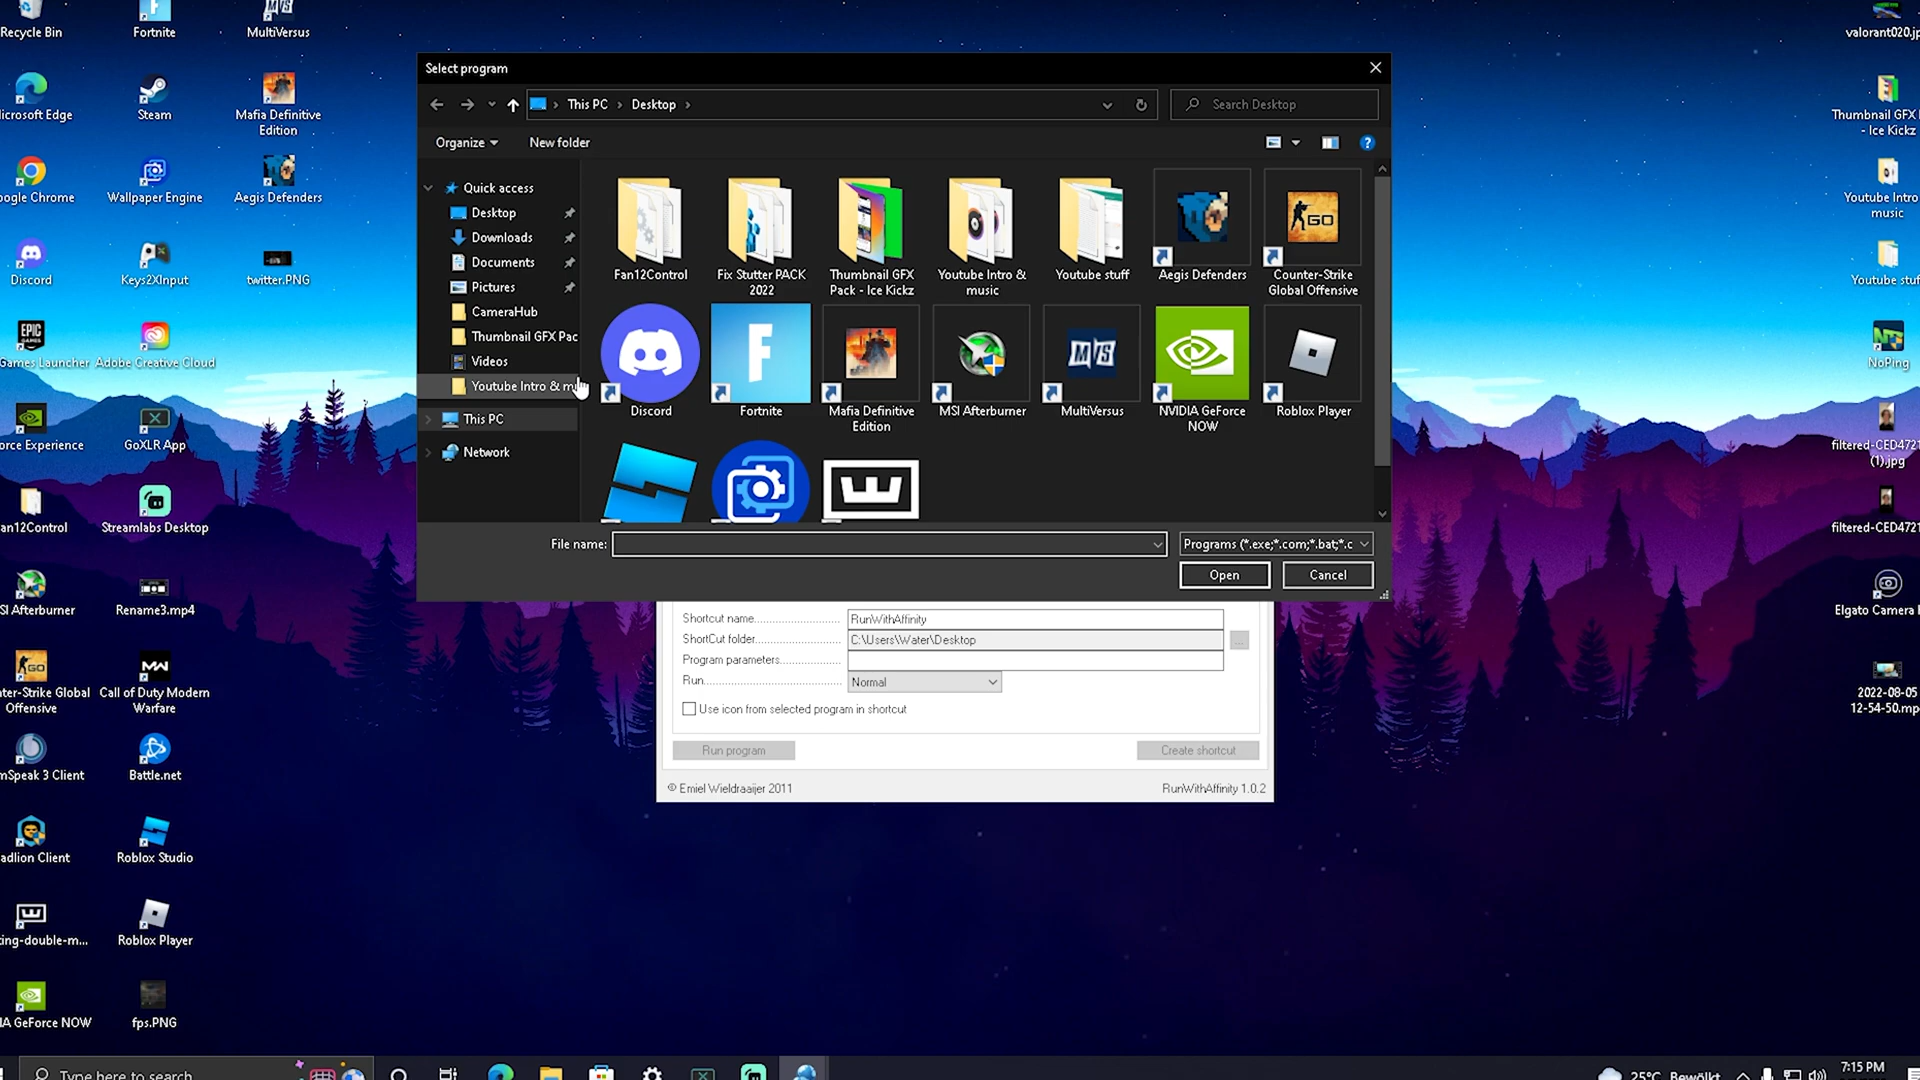 Recycle Bin
Fortnite
MultiVersus
icrosoft Edge
Steam
Mafia Definitive
Edition
ogle Chrome
Wallpaper Engine
Aegis Defenders
Discord
Keys2XInput
twitter.PNG
EPIC
GAMES
Games Launcher
Adobe Creative Cloud
orce Experience
GoXLR App
an12Control
Streamlabs Desktop
SI Afterburner
Rename3.mp4
GO
ter-Strike Global
Offensive
MW
Call of Duty Modern
Warfare
mSpeak 3 Client
Battle.net
adlion Client
Roblox Studio
ing-double-m...
Roblox Player
IA GeForce NOW
fps.PNG
Select program
This PC
Desktop
Search Desktop
Organize
New folder
Quick access
Desktop
Downloads
Documents
Pictures
CameraHub
Thumbnail GFX Pac
Videos
Youtube Intro & m
This PC
Network
Fan12Control
Fix Stutter PACK
2022
Thumbnail GFX
Pack - Ice Kickz
Youtube Intro &
music
Youtube stuff
Aegis Defenders
GO
Counter-Strike
Global Offensive
Discord
Fortnite
Mafia Definitive
Edition
MSI Afterburner
MultiVersus
NVIDIA GeForce
NOW
Roblox Player
File name:
Programs (*.exe;*.com;*.bat;*.c
Open
Cancel
Shortcut name
RunWithAffinity
ShortCut folder
C:\Users\Water\Desktop
...
Program parameters
Run
Normal
Use icon from selected program in shortcut
Run program
Create shortcut
© Emiel Wieldraaijer 2011
RunWithAffinity 1.0.2
valorant020.jp
Thumbnail GFX
- Ice Kickz
Youtube Intro
music
Youtube stuf
NoPing
filtered-CED4721
(1).jpg
filtered-CED4721
Elgato Camera
2022-08-05
12-54-50.mp
Type here to search
25°C Bewölkt
7:15 PM